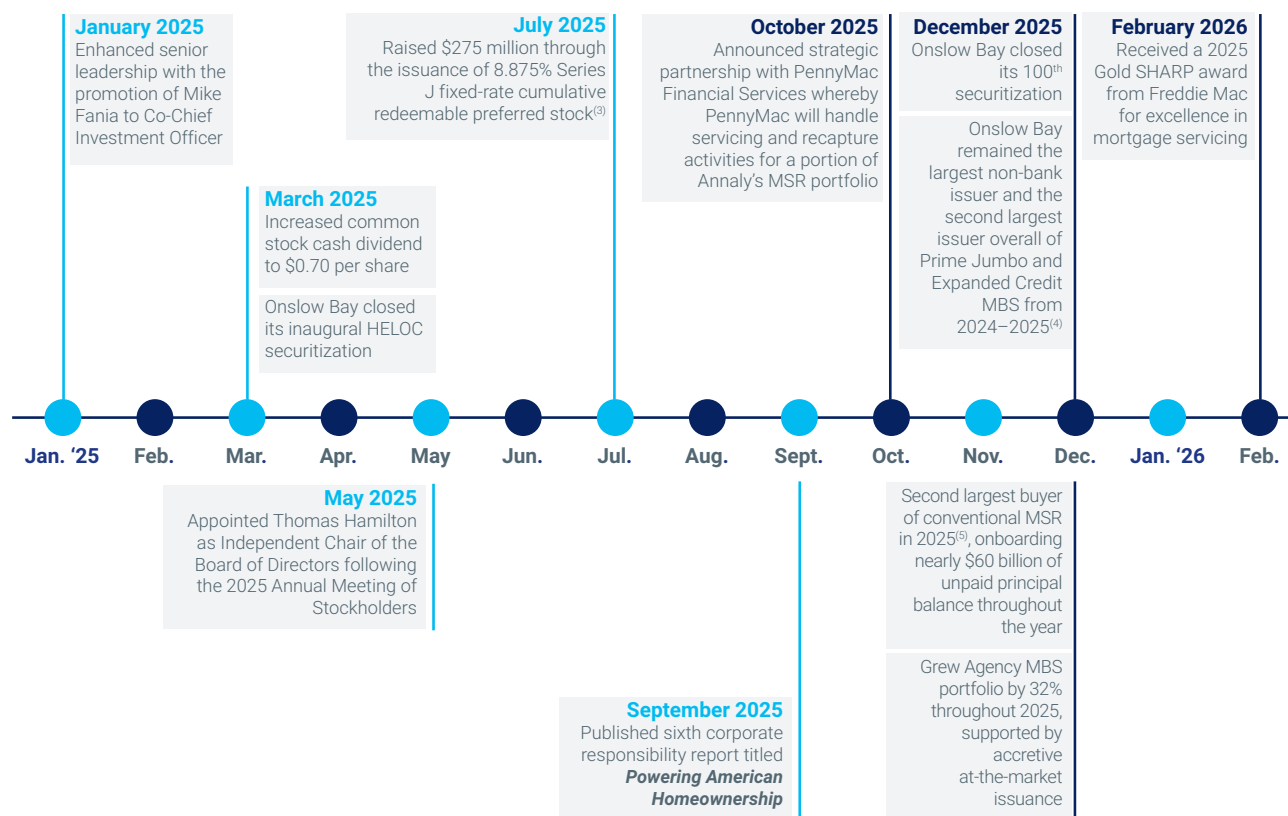 January 2025
Enhanced senior
leadership with the
promotion of Mike
Fania to Co-Chief
Investment Officer
March 2025
Increased common
stock cash dividend
to $0.70 per share
Onslow Bay closed
its inaugural HELOC
securitization
July 2025
Raised $275 million through
the issuance of 8.875% Series
J fixed-rate cumulative
redeemable preferred stock(3)
October 2025
Announced strategic
partnership with PennyMac
Financial Services whereby
PennyMac will handle
servicing and recapture
activities for a portion of
Annaly’s MSR portfolio
December 2025
Onslow Bay closed
its 100th
securitization
Onslow Bay
remained the
largest non-bank
issuer and the
second largest
issuer overall of
Prime Jumbo and
Expanded Credit
MBS from
2024–2025(4)
February 2026
Received a 2025
Gold SHARP award
from Freddie Mac
for excellence in
mortgage servicing
Jan. ‘25 Feb. Mar. Apr. May Jun. Jul. Aug. Sept. Oct. Nov. Dec. Jan. ‘26 Feb.
May 2025
Appointed Thomas Hamilton
as Independent Chair of the
Board of Directors following
the 2025 Annual Meeting of
Stockholders
September 2025
Published sixth corporate
responsibility report titled
Powering American
Homeownership
Second largest buyer
of conventional MSR
in 2025(5), onboarding
nearly $60 billion of
unpaid principal
balance throughout
the year
Grew Agency MBS
portfolio by 32%
throughout 2025,
supported by
accretive
at-the-market
issuance